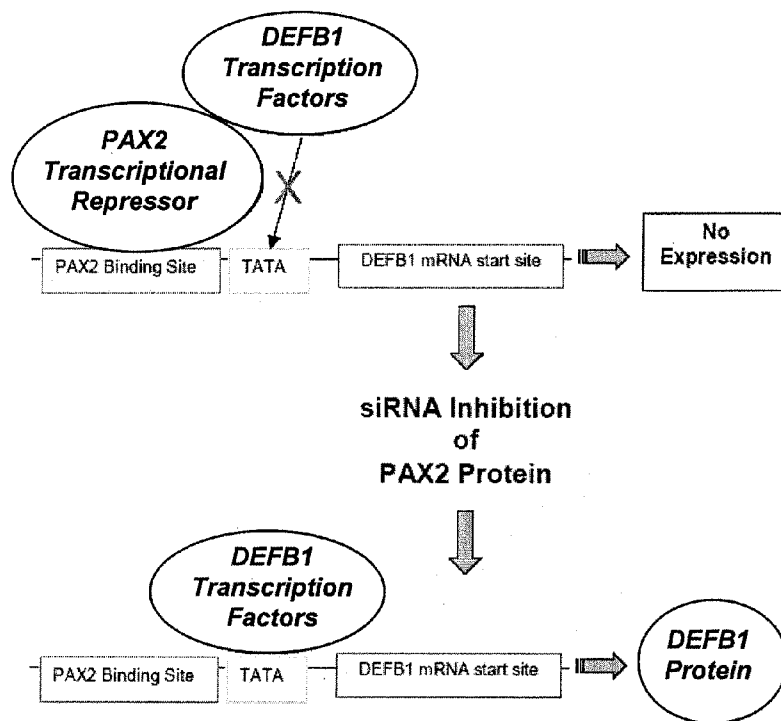 DEFB1
Transcription
Factors
PAX2
Transcriptional
Repressor
X
PAX2 Binding Site
TATA
DEFB1 mRNA start site
No
Expression
siRNA Inhibition
of
PAX2 Protein
DEFB1
Transcription
Factors
PAX2 Binding Site
TATA
DEFB1 mRNA start site
DEFB1
Protein